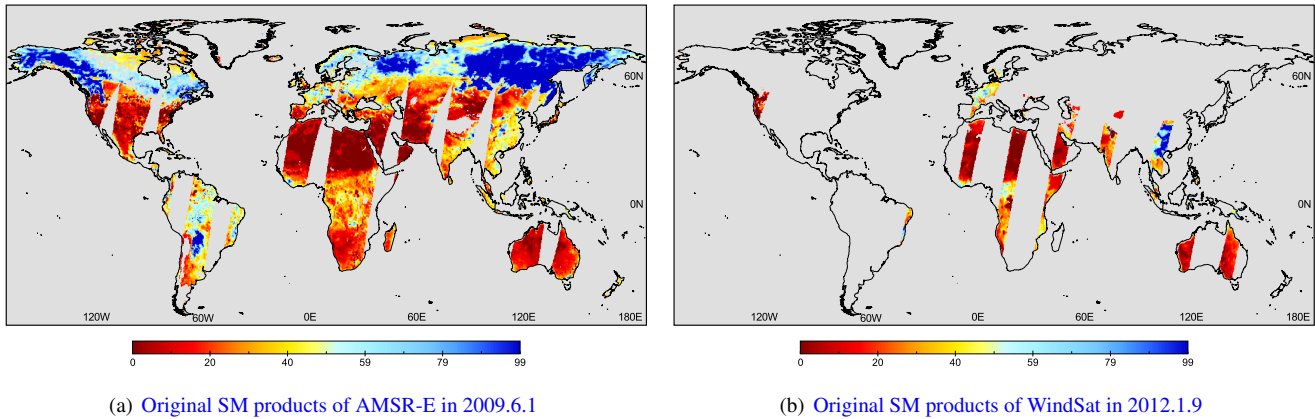 60N
0N
120W 60W 0E 60E 120E 180E
0 20 40 59 79 99
(a) Original SM products of AMSR-E in 2009.6.1
60N
0N
120W 60W 0E 60E 120E 180E
0 20 40 59 79 99
(b) Original SM products of WindSat in 2012.1.9